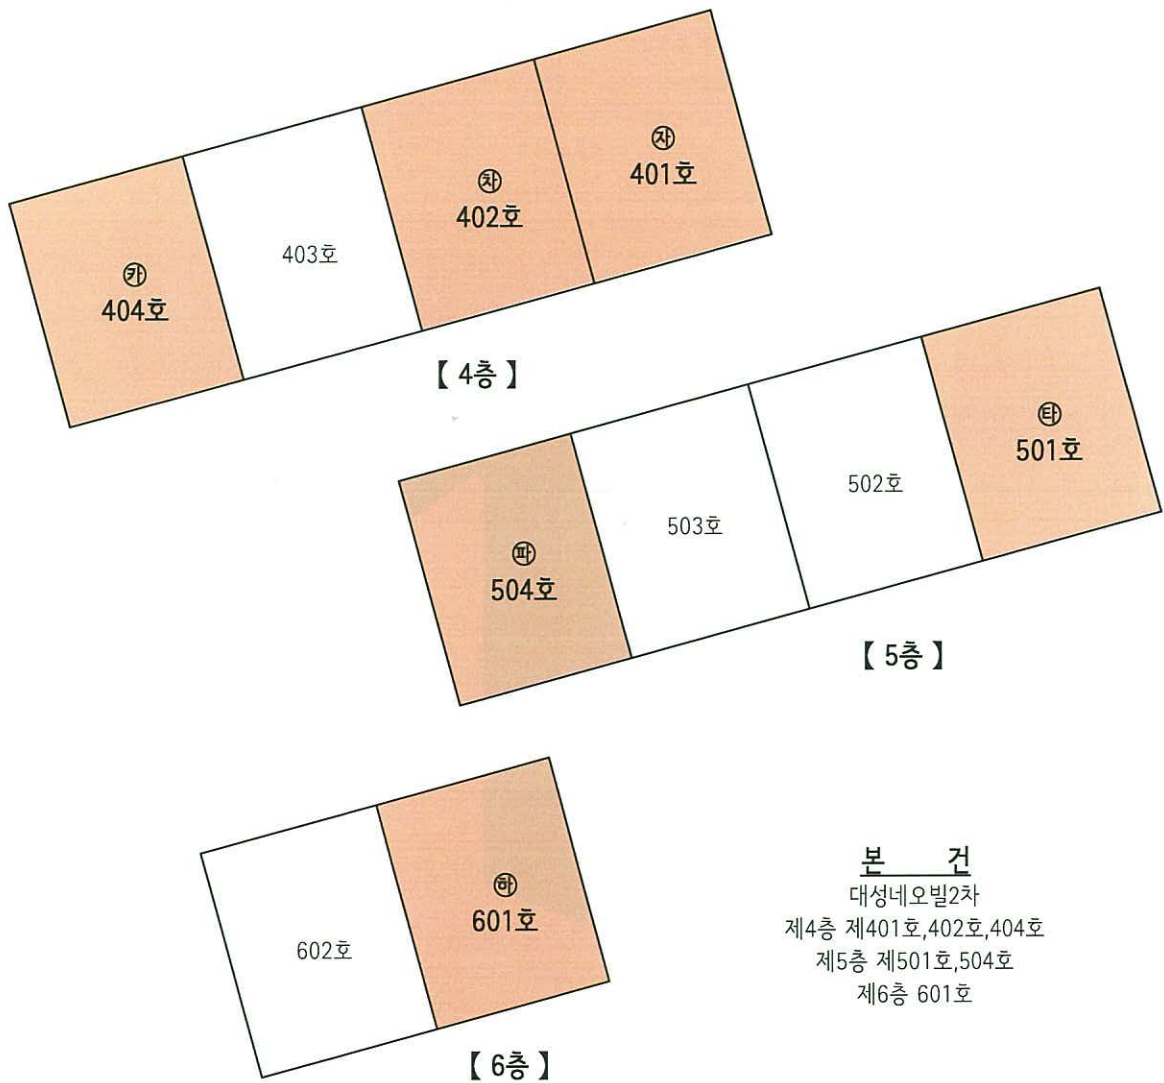 ㉶
401호
㉷
402호
403호
㉸
404호
【 4층 】
㉹
501호
502호
503호
㉺
504호
【 5층 】
㉻
601호
602호
【 6층 】
본 건
대성네오빌2차
제4층 제401호,402호,404호
제5층 제501호,504호
제6층 601호